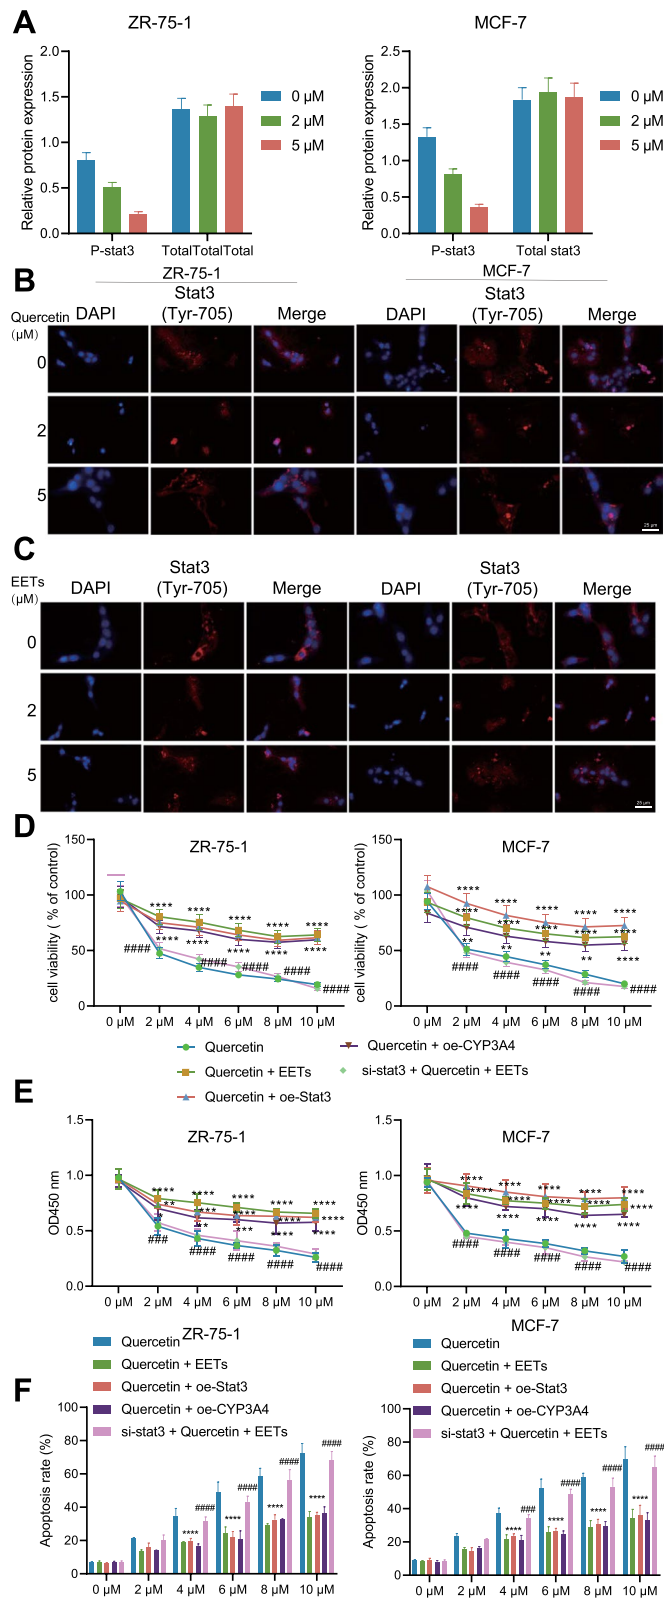 A
ZR-75-1
MCF-7
Relative protein expression
2.0
1.5
1.0
0.5
0.0
P-stat3
TotalTotalTotal
0 µM
2 µM
5 µM
Relative protein expression
2.5
2.0
1.5
1.0
0.5
0.0
P-stat3
Total stat3
0 µM
2 µM
5 µM
B
ZR-75-1
MCF-7
Quercetin
(µM)
DAPI
Stat3
(Tyr-705)
Merge
DAPI
Stat3
(Tyr-705)
Merge
0
2
5
25 µm
C
EETs
(µM)
DAPI
Stat3
(Tyr-705)
Merge
DAPI
Stat3
(Tyr-705)
Merge
0
2
5
25 µm
D
ZR-75-1
cell viability ( % of control)
150
100
50
0
**** **** **** **** ****
**** **** **** **** ****
#### #### #### #### ####
0 µM 2 µM 4 µM 6 µM 8 µM 10 µM
MCF-7
cell viability ( % of control)
150
100
50
0
**** **** **** **** ****
**** **** **** **** ****
** ** ** ** **
#### #### #### #### ####
0 µM 2 µM 4 µM 6 µM 8 µM 10 µM
Quercetin
Quercetin + oe-CYP3A4
Quercetin + EETs
si-stat3 + Quercetin + EETs
Quercetin + oe-Stat3
E
ZR-75-1
OD450 nm
1.5
1.0
0.5
0.0
**** **** **** **** ****
### #### #### #### ####
0 µM 2 µM 4 µM 6 µM 8 µM 10 µM
MCF-7
OD450 nm
1.5
1.0
0.5
0.0
**** **** **** **** ****
**** **** **** **** ****
**** **** **** **** ****
#### #### #### #### ####
0 µM 2 µM 4 µM 6 µM 8 µM 10 µM
F
ZR-75-1
Quercetin
Quercetin + EETs
Quercetin + oe-Stat3
Quercetin + oe-CYP3A4
si-stat3 + Quercetin + EETs
Apoptosis rate (%)
100
80
60
40
20
0
**** **** **** ****
#### #### #### ####
0 µM 2 µM 4 µM 6 µM 8 µM 10 µM
MCF-7
Quercetin
Quercetin + EETs
Quercetin + oe-Stat3
Quercetin + oe-CYP3A4
si-stat3 + Quercetin + EETs
Apoptosis rate (%)
100
80
60
40
20
0
**** **** **** ****
### #### #### ####
0 µM 2 µM 4 µM 6 µM 8 µM 10 µM